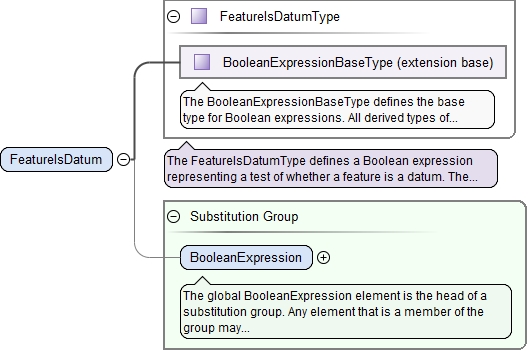 FeatureIsDatumType
BooleanExpressionBaseType (extension base)
The BooleanExpressionBaseType defines the base
type for Boolean expressions. All derived types of...
FeatureIsDatum
The FeatureIsDatumType defines a Boolean expression
representing a test of whether a feature is a datum. The...
Substitution Group
BooleanExpression
The global BooleanExpression element is the head of a
substitution group. Any element that is a member of the
group may...